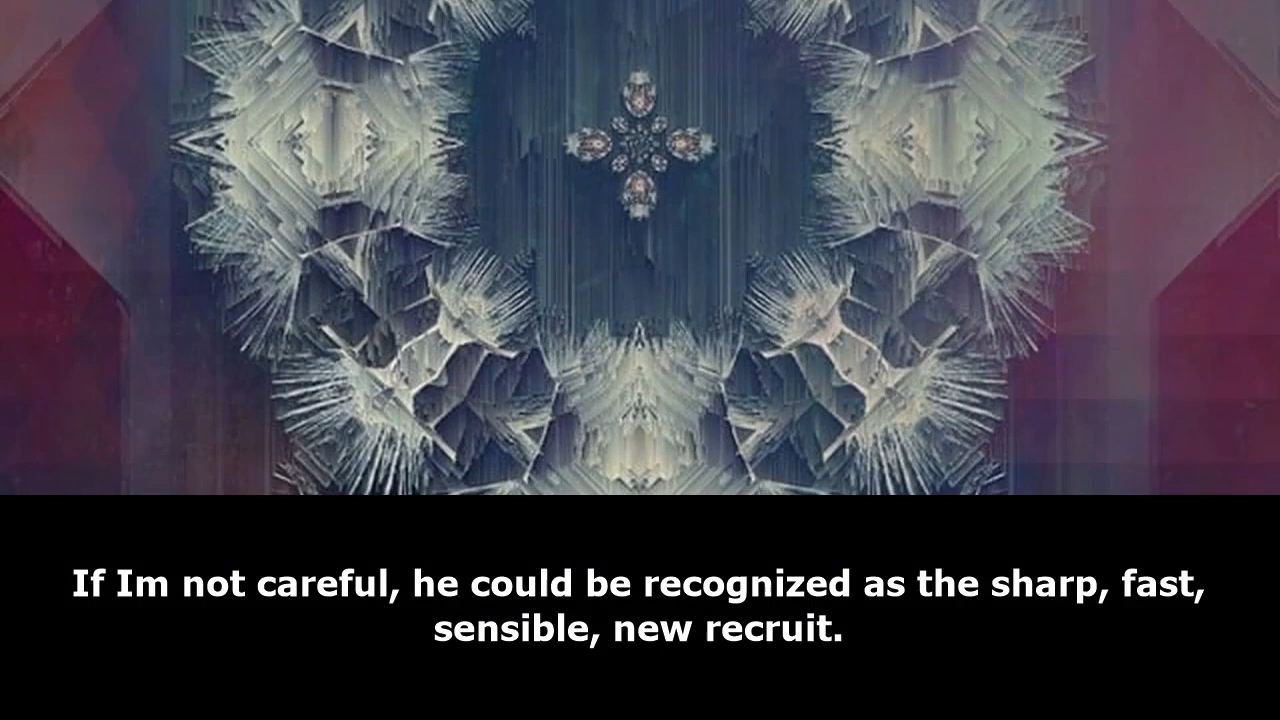 If Im not careful, he could be recognized as the sharp, fast,
sensible, new recruit.